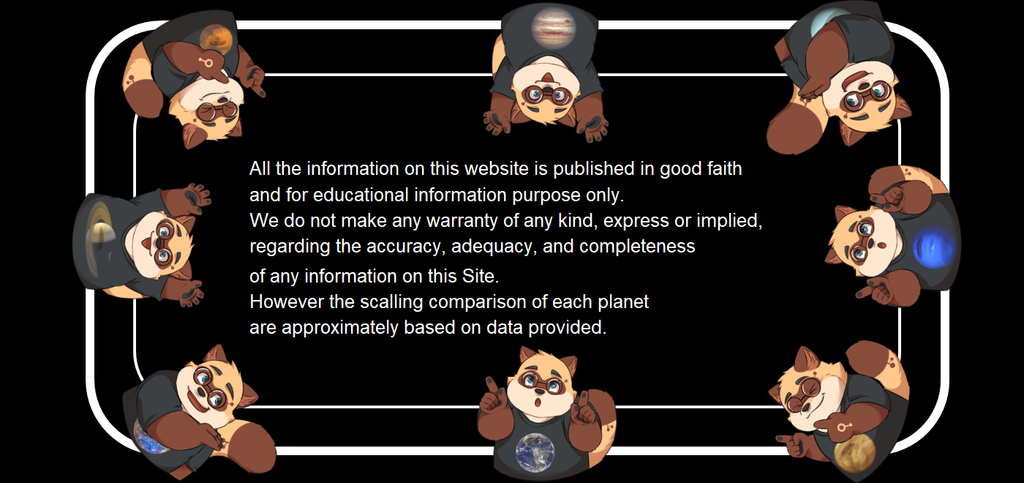 All the information on this website is published in good faith
and for educational information purpose only.
We do not make any warranty of any kind, express or implied,
regarding the accuracy, adequacy, and completeness
of any information on this Site.
However the scalling comparison of each planet
are approximately based on data provided.